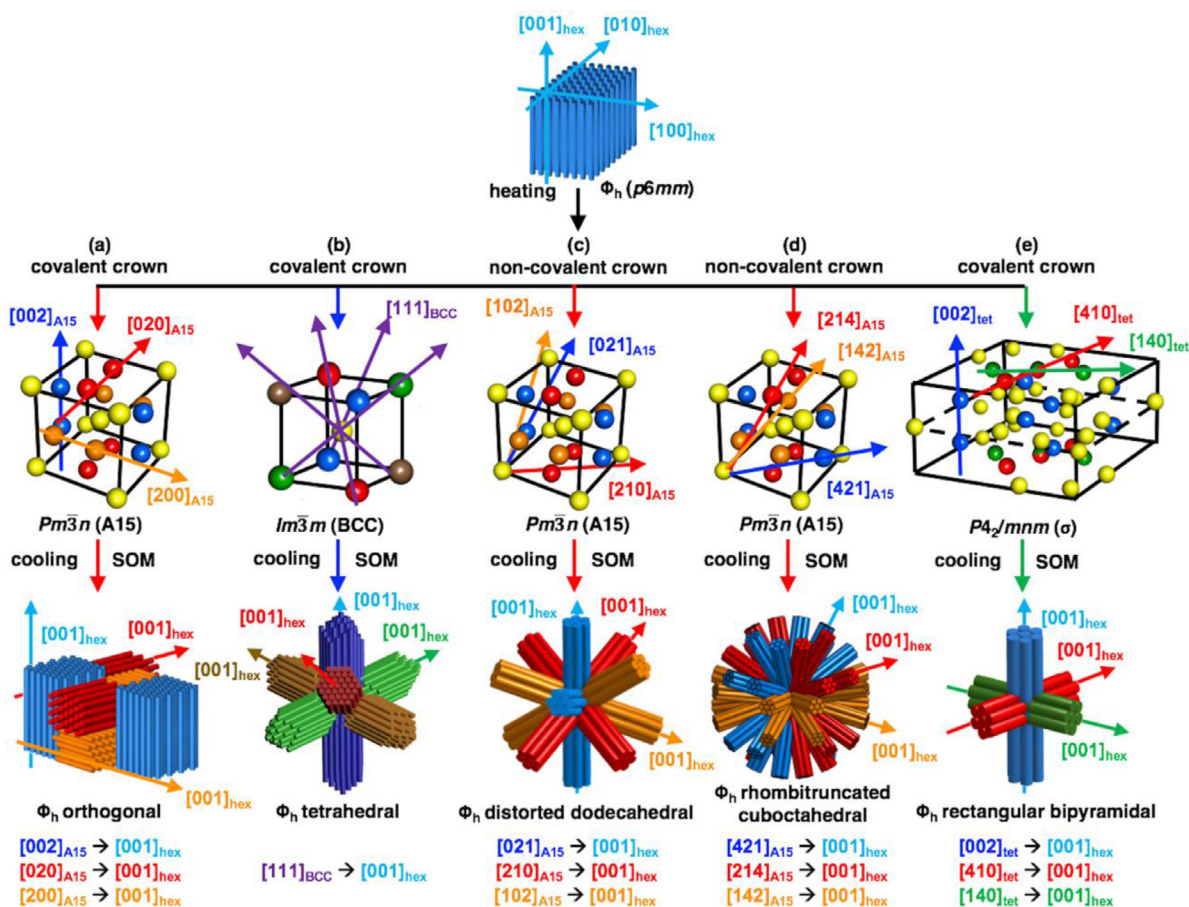 [001]hex
[010]hex
[100]hex
heating Φh (p6mm)
(a)
covalent crown
[002]A15
[020]A15
[200]A15
Pm3̅n (A15)
cooling SOM
[001]hex
[001]hex
[001]hex
Φh orthogonal
[002]A15 → [001]hex
[020]A15 → [001]hex
[200]A15 → [001]hex
(b)
covalent crown
[111]BCC
Im3̅m (BCC)
cooling SOM
[001]hex
[001]hex
[001]hex
[001]hex
Φh tetrahedral
[111]BCC → [001]hex
(c)
non-covalent crown
[102]A15
[021]A15
[210]A15
Pm3̅n (A15)
cooling SOM
[001]hex
[001]hex
[001]hex
Φh distorted dodecahedral
[021]A15 → [001]hex
[210]A15 → [001]hex
[102]A15 → [001]hex
(d)
non-covalent crown
[214]A15
[142]A15
[421]A15
Pm3̅n (A15)
cooling SOM
[001]hex
[001]hex
[001]hex
Φh rhombitruncated
cuboctahedral
[421]A15 → [001]hex
[214]A15 → [001]hex
[142]A15 → [001]hex
(e)
covalent crown
[002]tet
[410]tet
[140]tet
P42/mnm (σ)
cooling SOM
[001]hex
[001]hex
[001]hex
Φh rectangular bipyramidal
[002]tet → [001]hex
[410]tet → [001]hex
[140]tet → [001]hex